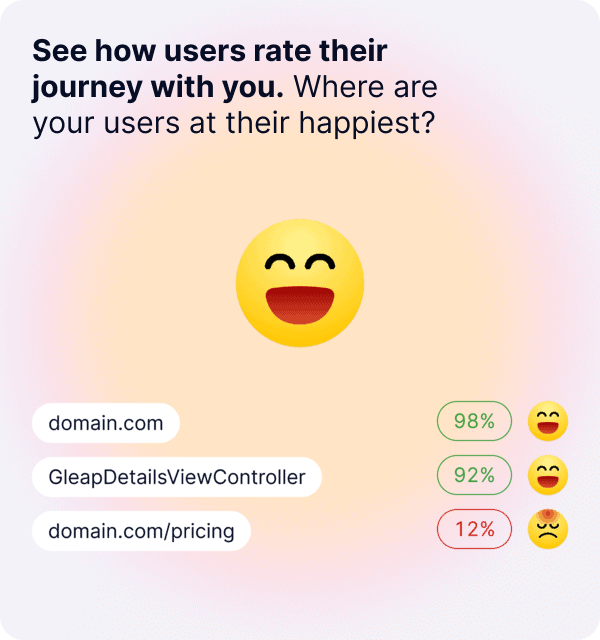 See how users rate their
journey with you. Where are
your users at their happiest?
domain.com 98%
GleapDetailsViewController 92%
domain.com/pricing 12%